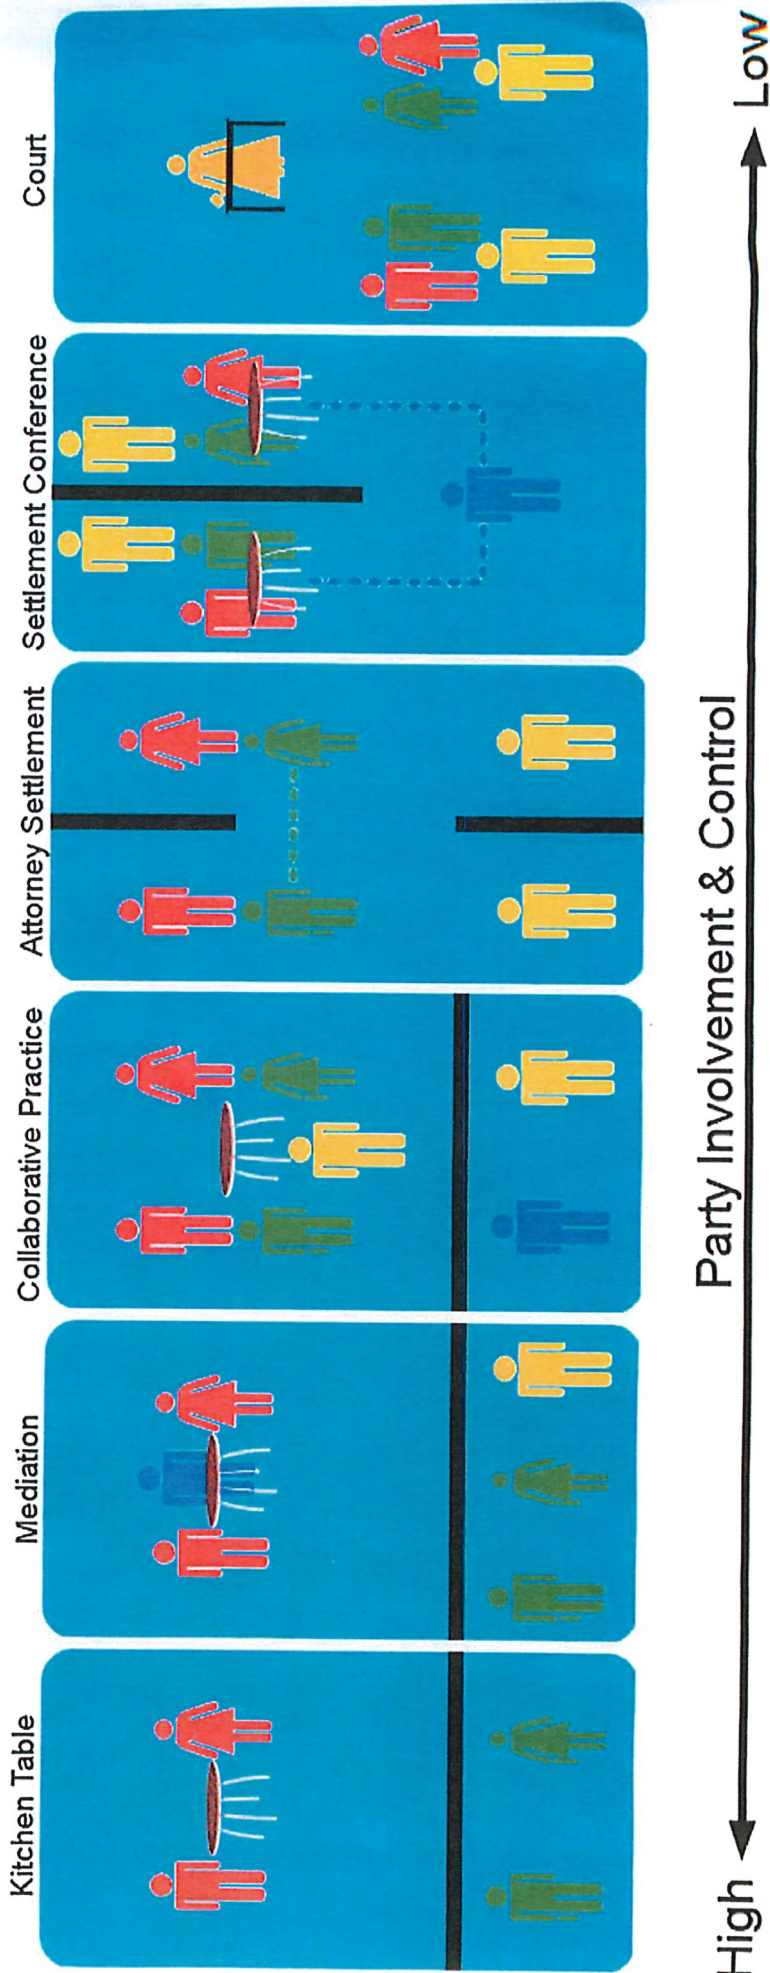 Kitchen Table
Mediation
Collaborative Practice
Attorney Settlement
Settlement Conference
Court
High
Low
Party Involvement & Control